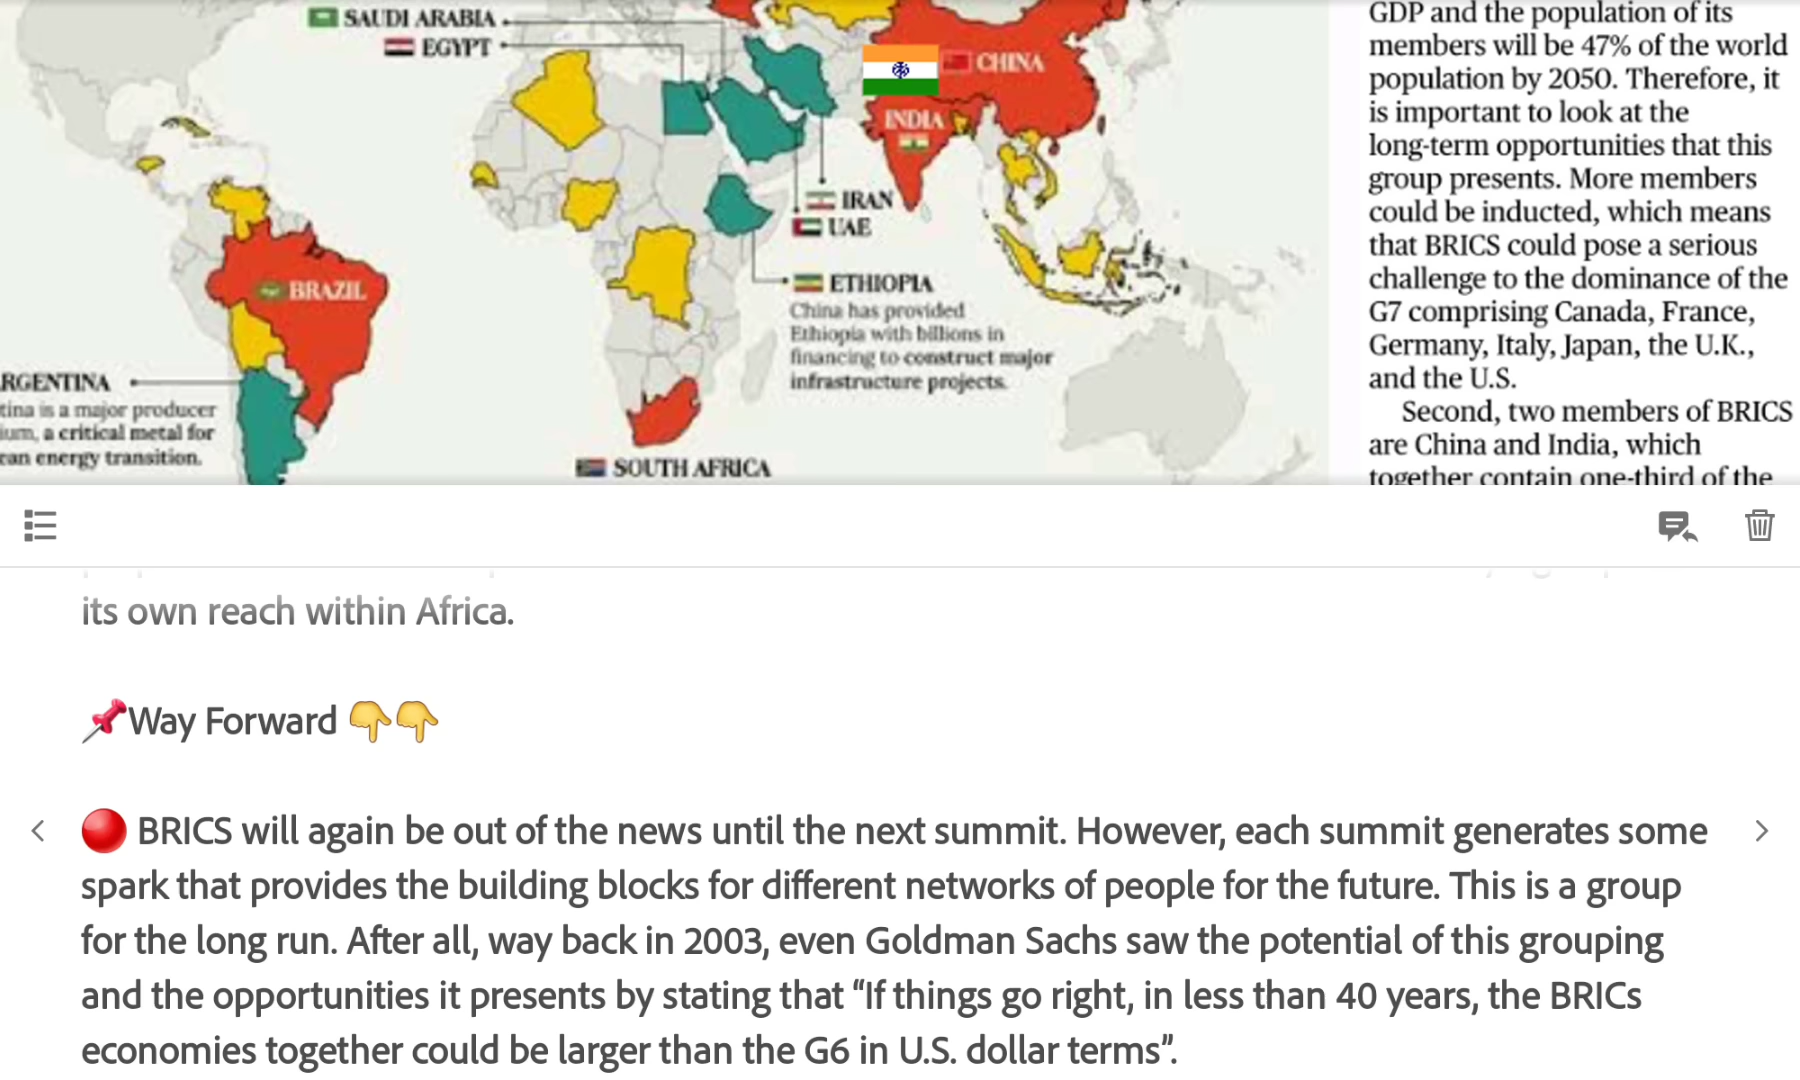 SAUDI ARABIA
EGYPT
CHINA
INDIA
IRAN
UAE
ETHIOPIA
China has provided
Ethiopia with billions in
financing to construct major
infrastructure projects.
BRAZIL
RGENTINA
tina is a major producer
ium, a critical metal for
ean energy transition.
SOUTH AFRICA
GDP and the population of its
members will be 47% of the world
population by 2050. Therefore, it
is important to look at the
long-term opportunities that this
group presents. More members
could be inducted, which means
that BRICS could pose a serious
challenge to the dominance of the
G7 comprising Canada, France,
Germany, Italy, Japan, the U.K.,
and the U.S.
Second, two members of BRICS
are China and India, which
together contain one-third of the
its own reach within Africa.
📌Way Forward 👇👇
🔴 BRICS will again be out of the news until the next summit. However, each summit generates some
spark that provides the building blocks for different networks of people for the future. This is a group
for the long run. After all, way back in 2003, even Goldman Sachs saw the potential of this grouping
and the opportunities it presents by stating that “If things go right, in less than 40 years, the BRICs
economies together could be larger than the G6 in U.S. dollar terms”.